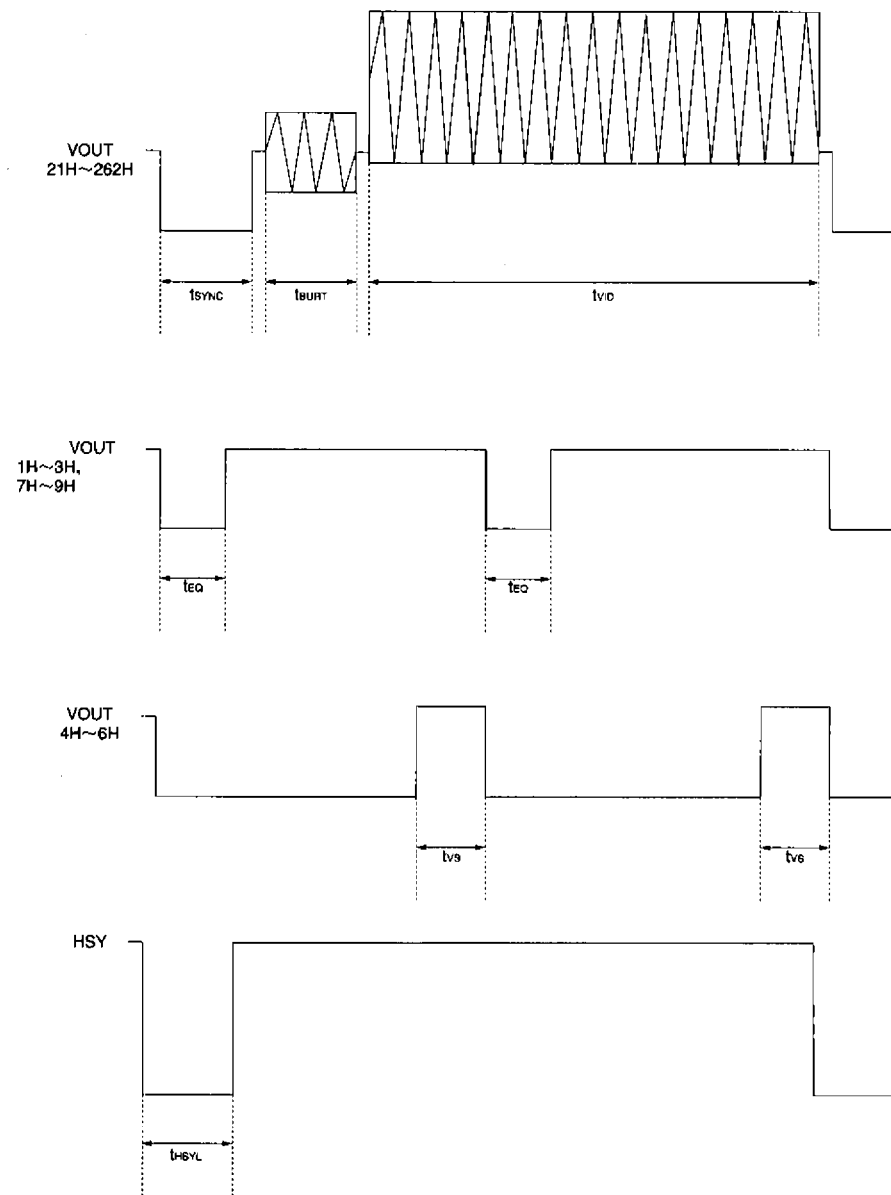 VOUT
21H~262H
tSYNC
tBURT
tVID
VOUT
1H~3H,
7H~9H
tEQ
tEQ
VOUT
4H~6H
tVS
tVS
HSY
tHSYL